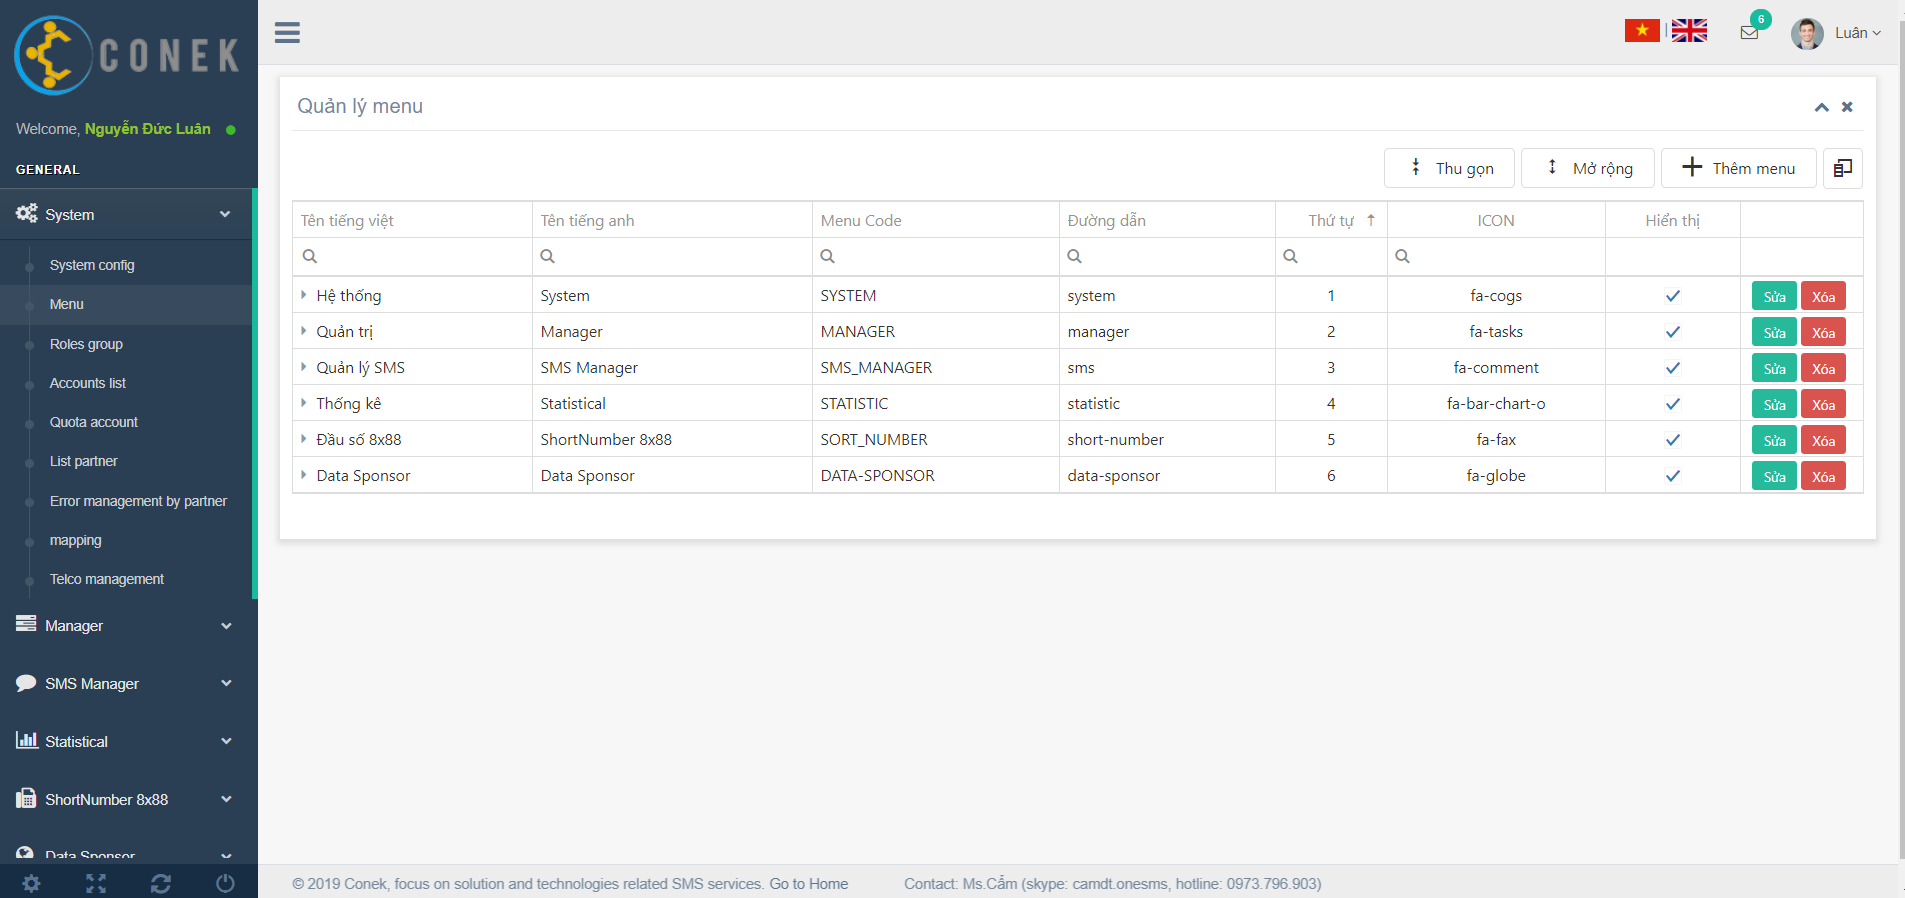 CONEK
Welcome, Nguyễn Đức Luân
GENERAL
System
System config
Menu
Roles group
Accounts list
Quota account
List partner
Error management by partner
mapping
Telco management
Manager
SMS Manager
Statistical
ShortNumber 8x88
Data Sponsor
6
Luân
Quản lý menu
Thu gọn
Mở rộng
Thêm menu
Tên tiếng việt Tên tiếng anh Menu Code Đường dẫn Thứ tự ICON Hiển thị
Hệ thống System SYSTEM system 1 fa-cogs Sửa Xóa
Quản trị Manager MANAGER manager 2 fa-tasks Sửa Xóa
Quản lý SMS SMS Manager SMS_MANAGER sms 3 fa-comment Sửa Xóa
Thống kê Statistical STATISTIC statistic 4 fa-bar-chart-o Sửa Xóa
Đầu số 8x88 ShortNumber 8x88 SORT_NUMBER short-number 5 fa-fax Sửa Xóa
Data Sponsor Data Sponsor DATA-SPONSOR data-sponsor 6 fa-globe Sửa Xóa
© 2019 Conek, focus on solution and technologies related SMS services. Go to Home Contact: Ms.Cẩm (skype: camdt.onesms, hotline: 0973.796.903)